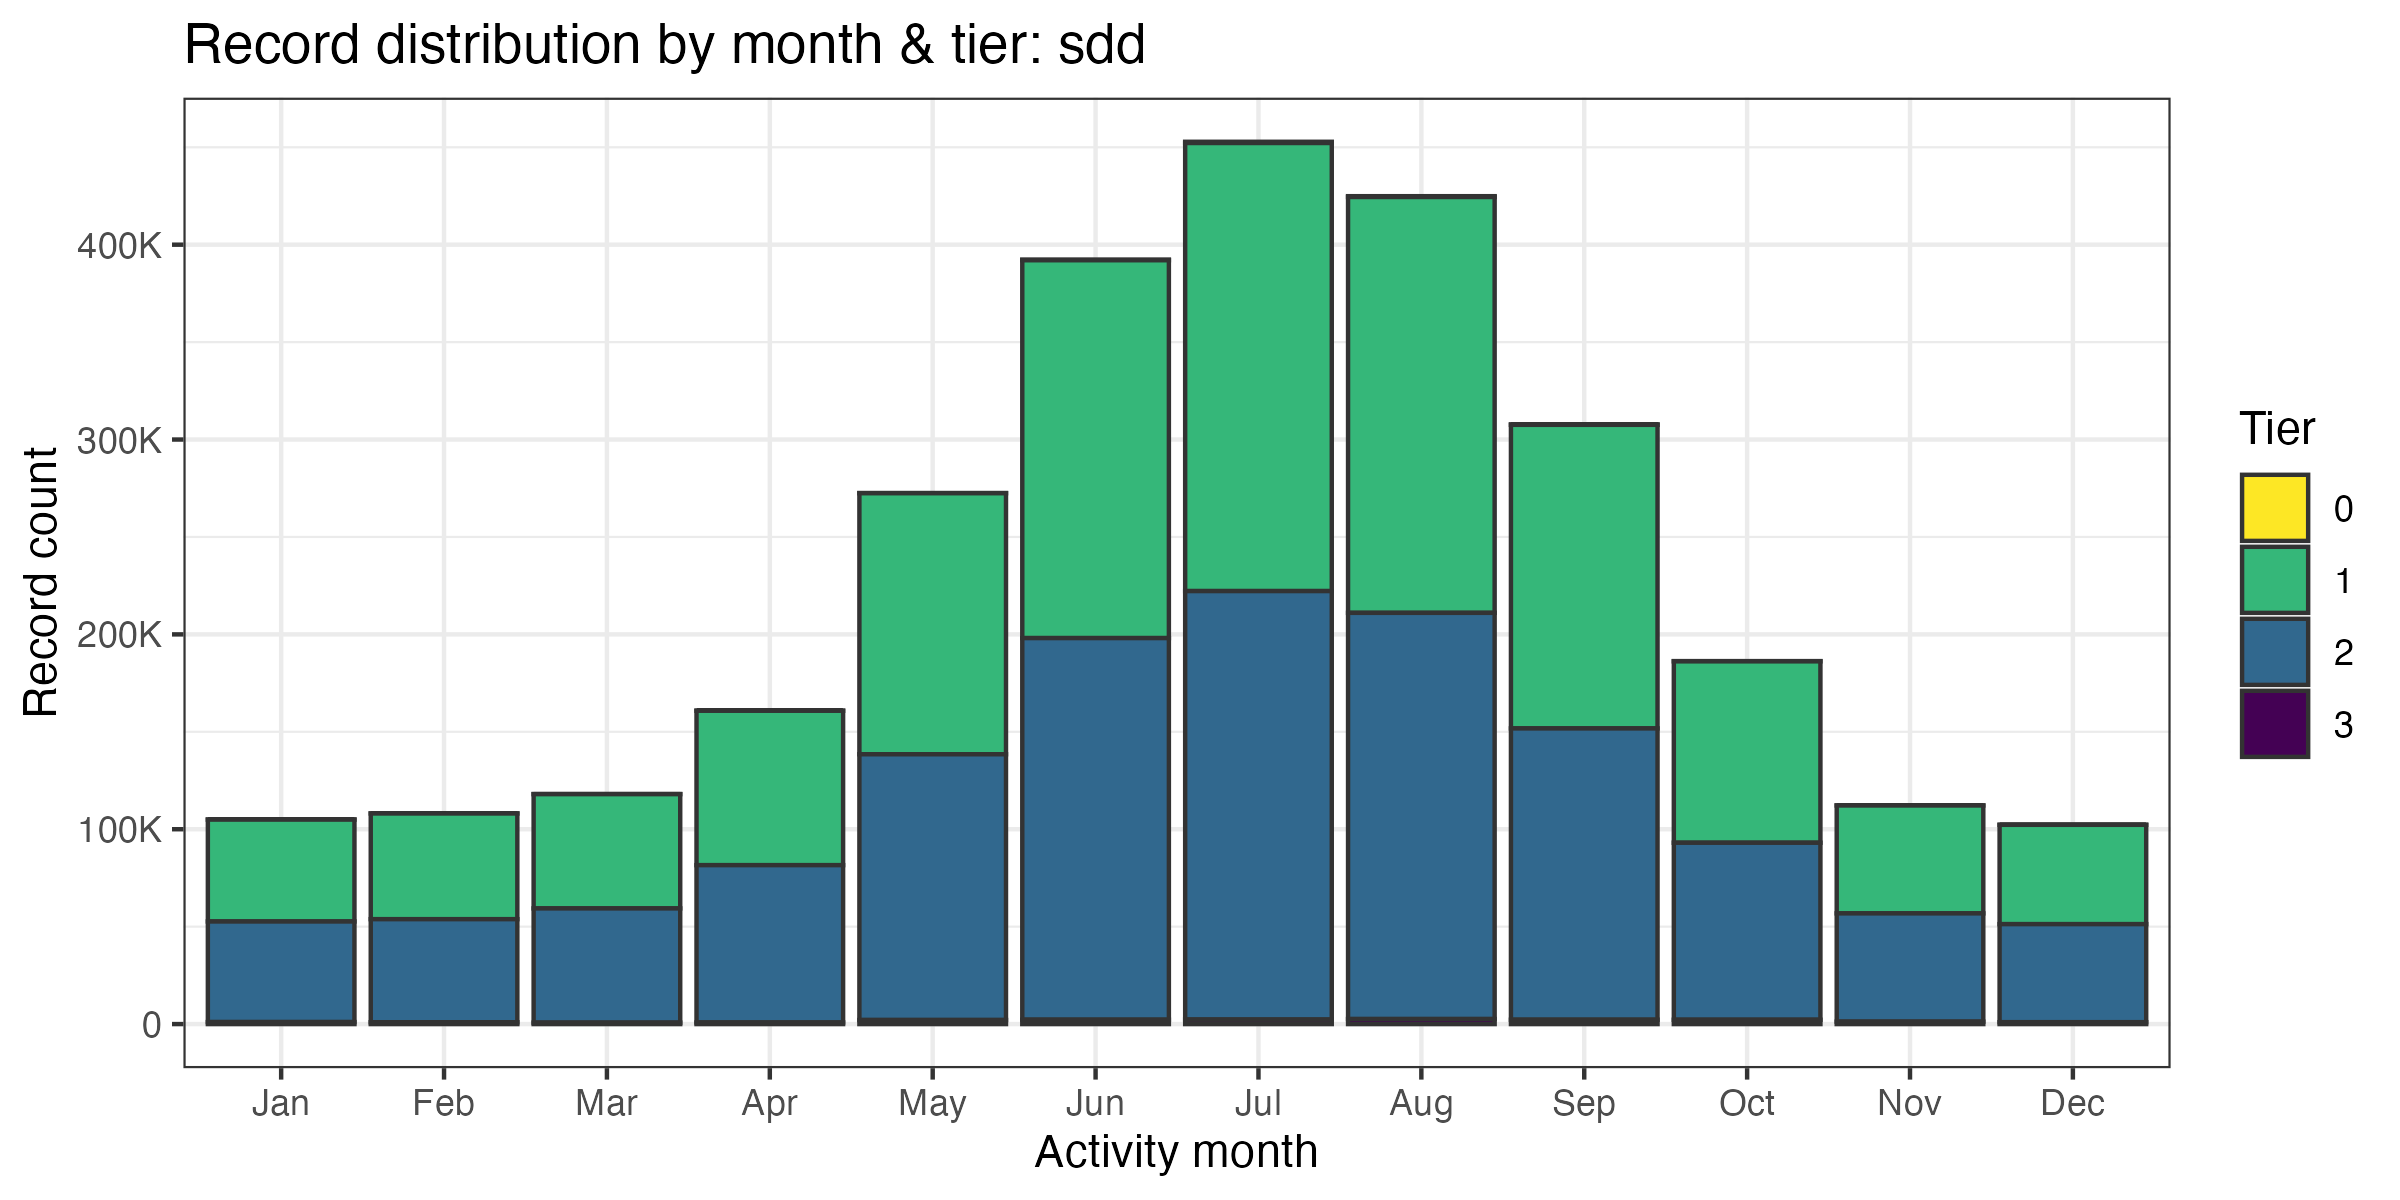 Record distribution by month & tier: sdd
Record count
400K
300K
200K
100K
0
Jan Feb Mar Apr May Jun Jul Aug Sep Oct Nov Dec
Activity month
Tier
0
1
2
3